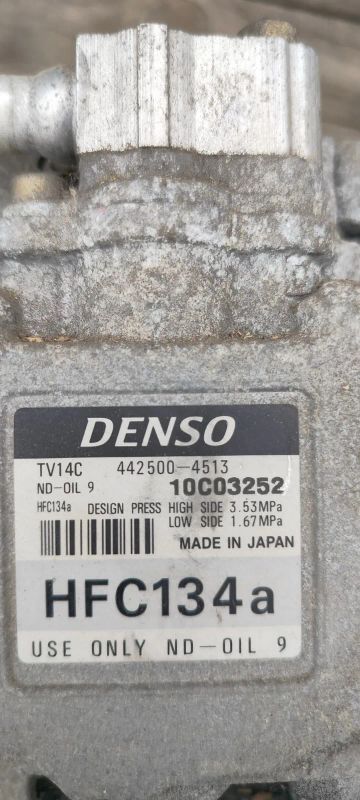 DENSO
TV14C 442500-4513
ND-OIL 9 10C03252
HFC134a DESIGN PRESS HIGH SIDE 3.53MPa
LOW SIDE 1.67MPa
MADE IN JAPAN
HFC134a
USE ONLY ND-OIL 9